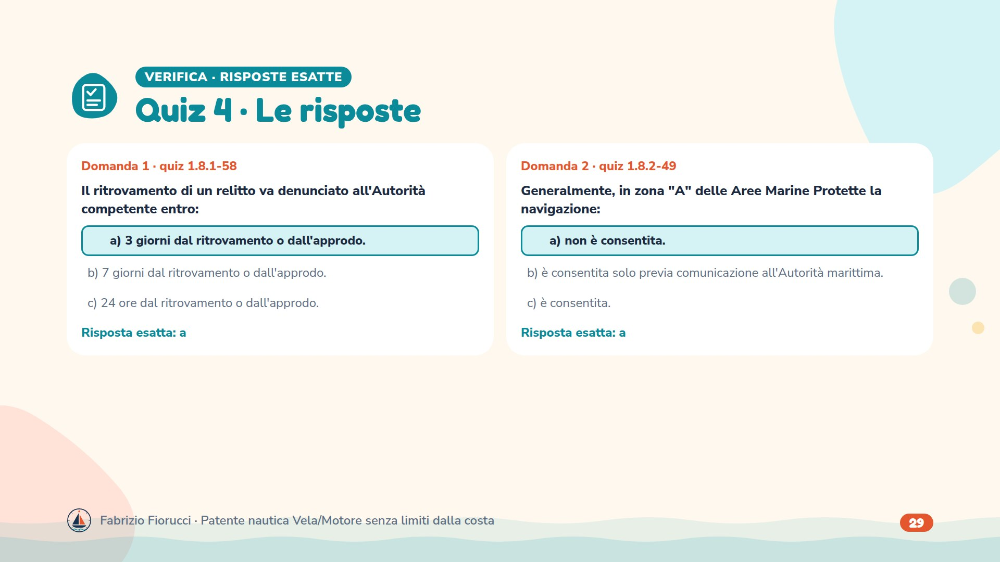 VERIFICA · RISPOSTE ESATTE
Quiz 4 · Le risposte
Domanda 1 · quiz 1.8.1-58
Il ritrovamento di un relitto va denunciato all'Autorità
competente entro:
a) 3 giorni dal ritrovamento o dall'approdo.
b) 7 giorni dal ritrovamento o dall'approdo.
c) 24 ore dal ritrovamento o dall'approdo.
Risposta esatta: a
Domanda 2 · quiz 1.8.2-49
Generalmente, in zona "A" delle Aree Marine Protette la
navigazione:
a) non è consentita.
b) è consentita solo previa comunicazione all'Autorità marittima.
c) è consentita.
Risposta esatta: a
Fabrizio Fiorucci · Patente nautica Vela/Motore senza limiti dalla costa
29